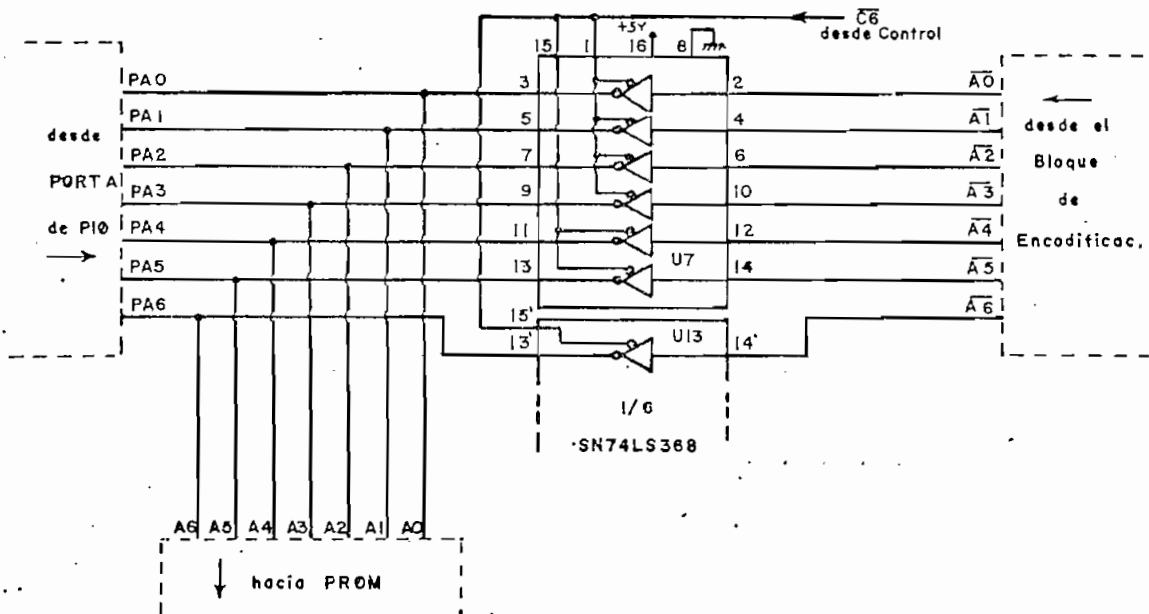 C6
desde Control
+5V
15 1 16 8
PA0 3 2 A0
PA1 5 4 A1
desde
desde el
PA2 7 6 A2
Bloque
PORT A
PA3 9 10 A3
de
de PIO
PA4 11 12 A4
Encodificac.
U7
PA5 13 14 A5
PA6 15' A6
U13
13' 14'
1/6
SN74LS368
A6 A5 A4 A3 A2 A1 A0
hacia PROM